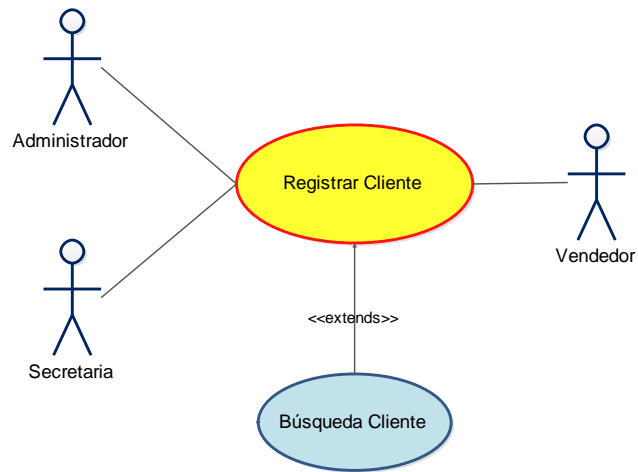 Administrador
Registrar Cliente
Vendedor
Secretaria
<<extends>>
Búsqueda Cliente